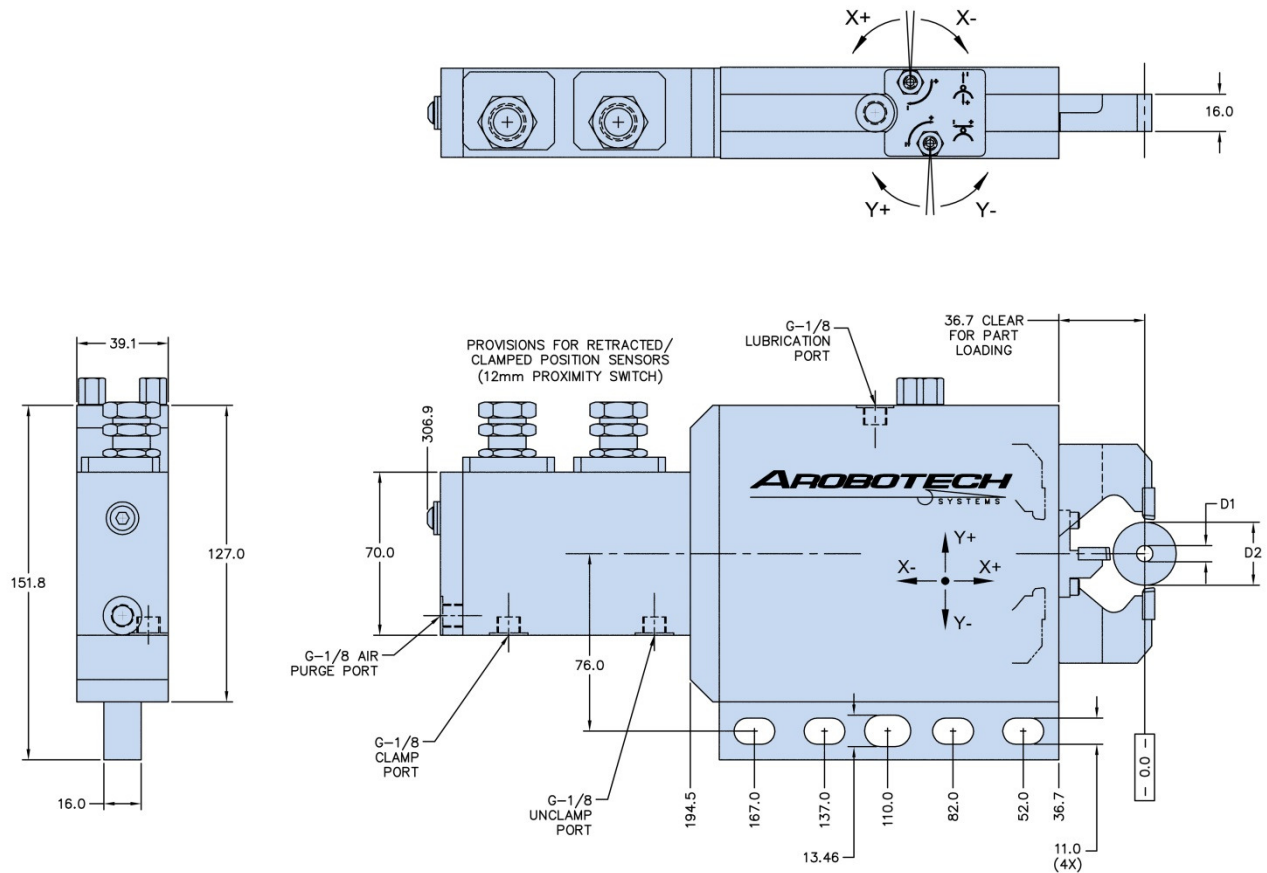 X+
X-
16.0
Y+
Y-
39.1
151.8
127.0
16.0
PROVISIONS FOR RETRACTED/
CLAMPED POSITION SENSORS
(12mm PROXIMITY SWITCH)
G-1/8
LUBRICATION
PORT
36.7 CLEAR
FOR PART
LOADING
306.9
70.0
AROBOTECH
SYSTEMS
D1
D2
Y+
X-
X+
Y-
G-1/8 AIR
PURGE PORT
76.0
G-1/8
CLAMP
PORT
G-1/8
UNCLAMP
PORT
194.5
167.0
137.0
110.0
82.0
52.0
36.7
0.0
13.46
11.0
(4X)